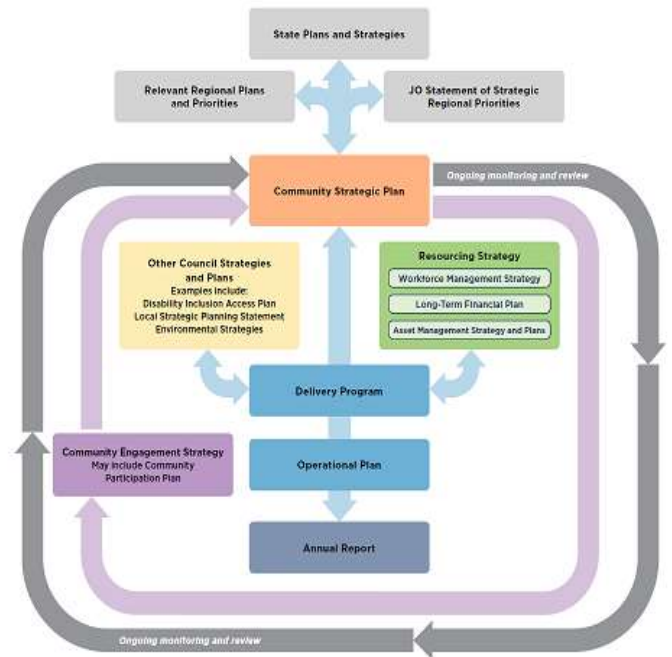 State Plans and Strategies
Relevant Regional Plans
and Priorities
JO Statement of Strategic
Regional Priorities
Community Strategic Plan
Ongoing monitoring and review
Other Council Strategies
and Plans
Examples include:
Disability Inclusion Access Plan
Local Strategic Planning Statement
Environmental Strategies
Resourcing Strategy
Workforce Management Strategy
Long-Term Financial Plan
Asset Management Strategy and Plans
Delivery Program
Community Engagement Strategy
May include Community
Participation Plan
Operational Plan
Annual Report
Ongoing monitoring and review